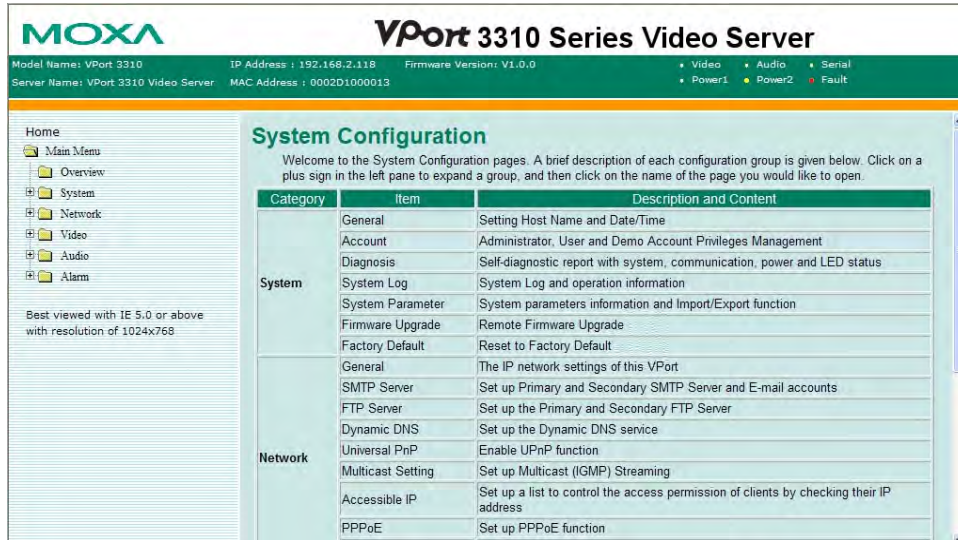 MOXA
VPort 3310 Series Video Server
Model Name: VPort 3310 IP Address : 192.168.2.118 Firmware Version: V1.0.0 Video Audio Serial
Server Name: VPort 3310 Video Server MAC Address : 0002D1000013 Power1 Power2 Fault
Home
Main Menu
Overview
System
Network
Video
Audio
Alarm
Best viewed with IE 5.0 or above
with resolution of 1024x768
System Configuration
Welcome to the System Configuration pages. A brief description of each configuration group is given below. Click on a
plus sign in the left pane to expand a group, and then click on the name of the page you would like to open.
Category Item Description and Content
System
General Setting Host Name and Date/Time
Account Administrator, User and Demo Account Privileges Management
Diagnosis Self-diagnostic report with system, communication, power and LED status
System Log System Log and operation information
System Parameter System parameters information and Import/Export function
Firmware Upgrade Remote Firmware Upgrade
Factory Default Reset to Factory Default
Network
General The IP network settings of this VPort
SMTP Server Set up Primary and Secondary SMTP Server and E-mail accounts
FTP Server Set up the Primary and Secondary FTP Server
Dynamic DNS Set up the Dynamic DNS service
Universal PnP Enable UPnP function
Multicast Setting Set up Multicast (IGMP) Streaming
Accessible IP Set up a list to control the access permission of clients by checking their IP
address
PPPoE Set up PPPoE function